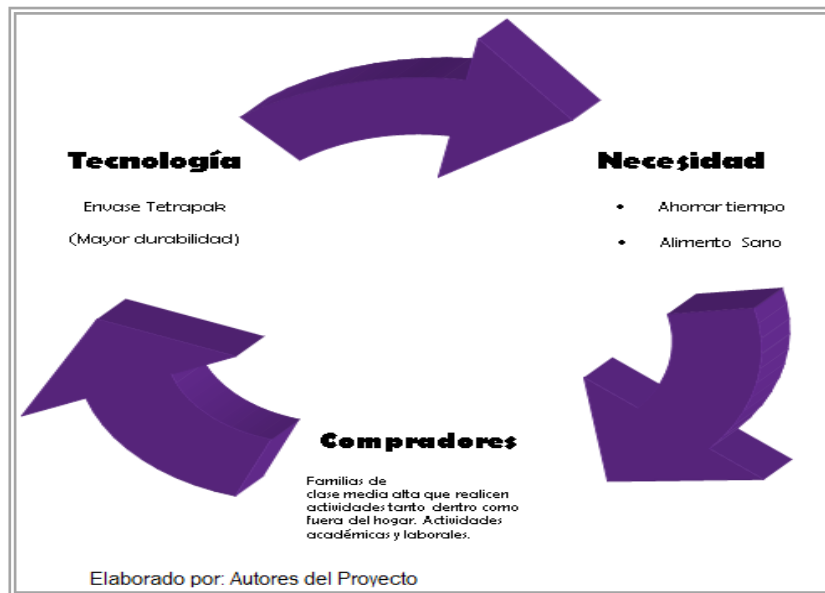 Tecnología
Envase Tetrapak
(Mayor durabilidad)
Necesidad
• Ahorrar tiempo
• Alimento Sano
Compradores
Familias de
clase media alta que realicen
actividades tanto dentro como
fuera del hogar. Actividades
académicas y laborales.
Elaborado por: Autores del Proyecto